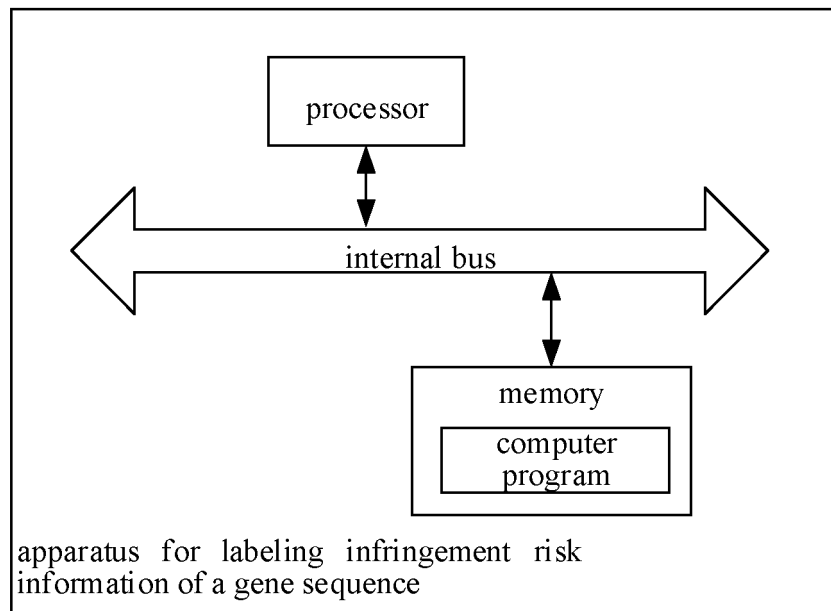 processor
internal bus
memory
computer
program
apparatus for labeling infringement risk
information of a gene sequence